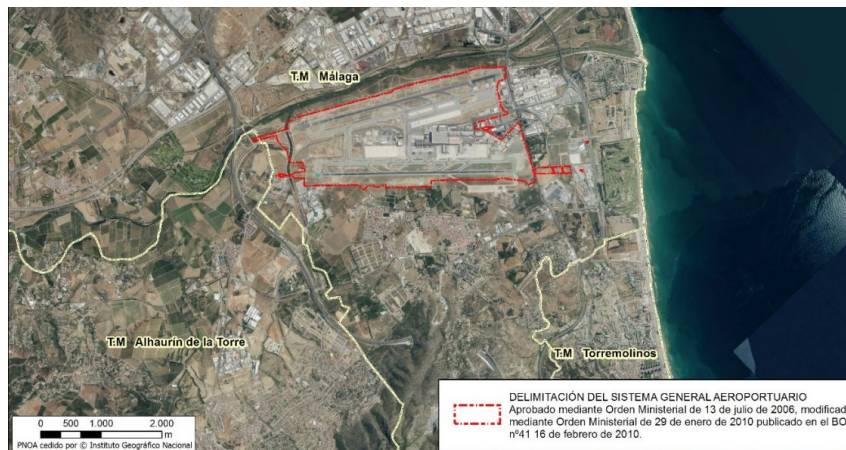 T.M Málaga
T.M Alhaurín de la Torre
T.M Torremolinos
0 500 1.000 2.000
m
PNOA cedido por © Instituto Geográfico Nacional
DELIMITACIÓN DEL SISTEMA GENERAL AEROPORTUARIO
Aprobado mediante Orden Ministerial de 13 de julio de 2006, modificad
mediante Orden Ministerial de 29 de enero de 2010 publicado en el BO
nº41 16 de febrero de 2010.